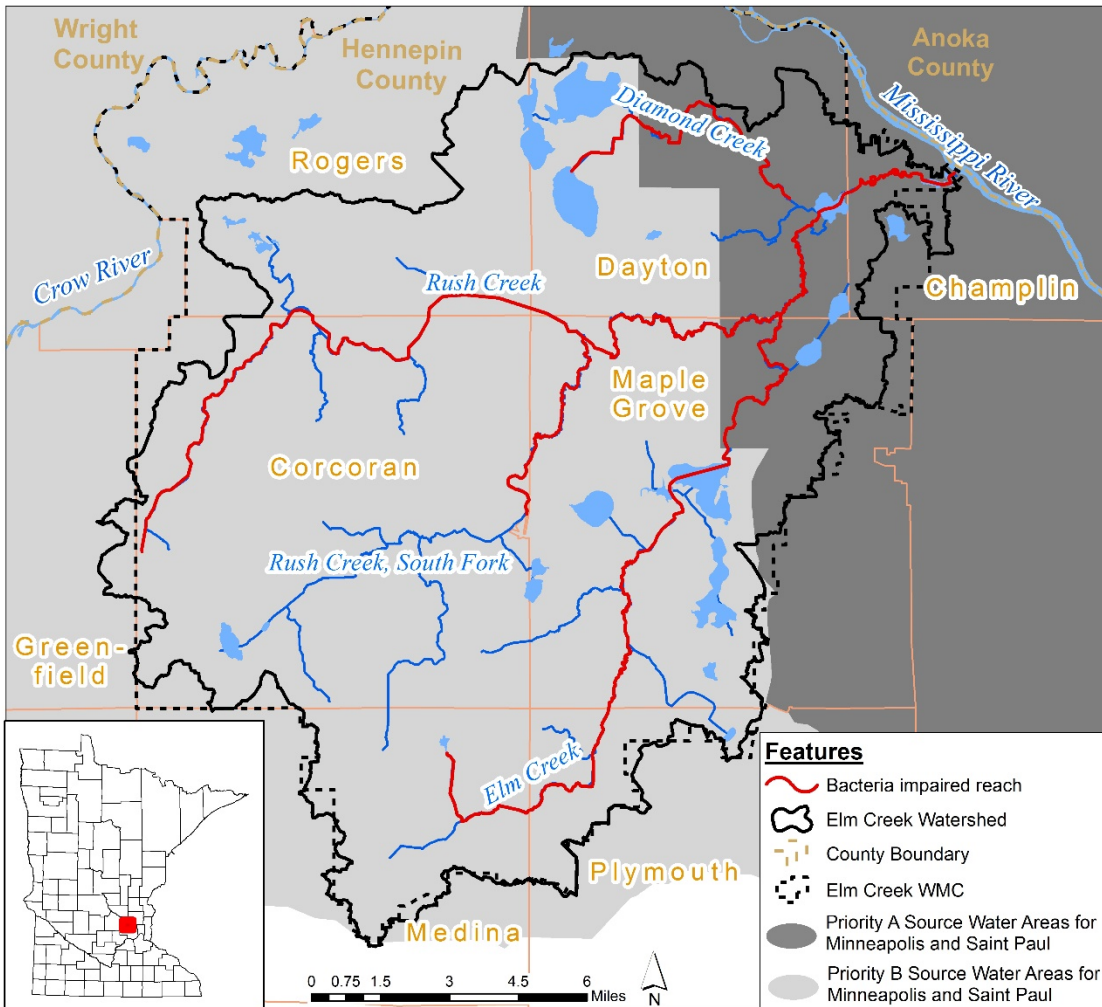 Wright
County
Hennepin
County
Anoka
County
Mississippi River
Diamond Creek
Rogers
Crow River
Rush Creek
Dayton
Champlin
Maple
Grove
Corcoran
Rush Creek, South Fork
Green-
field
Elm Creek
Plymouth
Medina
Features
Bacteria impaired reach
Elm Creek Watershed
County Boundary
Elm Creek WMC
Priority A Source Water Areas for
Minneapolis and Saint Paul
Priority B Source Water Areas for
Minneapolis and Saint Paul
0 0.75 1.5 3 4.5 6
Miles
N